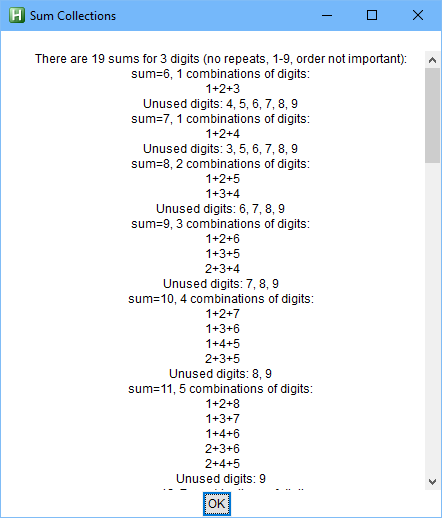 Sum Collections
There are 19 sums for 3 digits (no repeats, 1-9, order not important):
sum=6, 1 combinations of digits:
1+2+3
Unused digits: 4, 5, 6, 7, 8, 9
sum=7, 1 combinations of digits:
1+2+4
Unused digits: 3, 5, 6, 7, 8, 9
sum=8, 2 combinations of digits:
1+2+5
1+3+4
Unused digits: 6, 7, 8, 9
sum=9, 3 combinations of digits:
1+2+6
1+3+5
2+3+4
Unused digits: 7, 8, 9
sum=10, 4 combinations of digits:
1+2+7
1+3+6
1+4+5
2+3+5
Unused digits: 8, 9
sum=11, 5 combinations of digits:
1+2+8
1+3+7
1+4+6
2+3+6
2+4+5
Unused digits: 9
OK